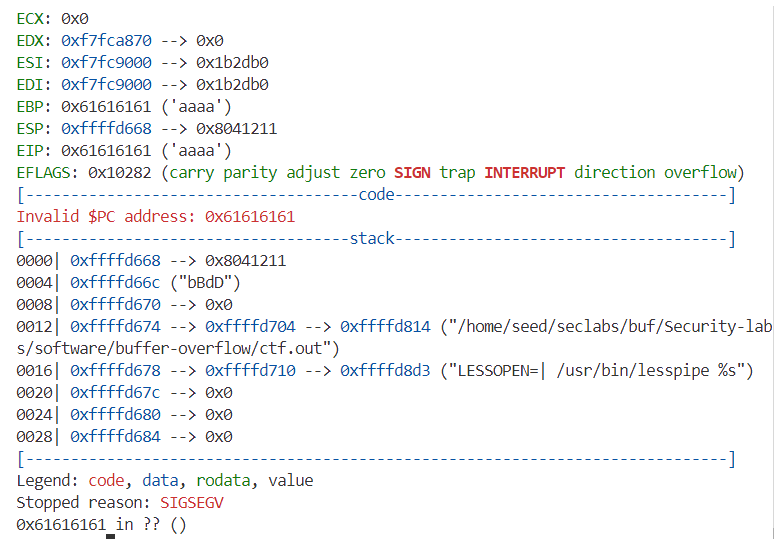 ECX: 0x0
EDX: 0xf7fca870 --> 0x0
ESI: 0xf7fc9000 --> 0x1b2db0
EDI: 0xf7fc9000 --> 0x1b2db0
EBP: 0x61616161 ('aaaa')
ESP: 0xffffd668 --> 0x8041211
EIP: 0x61616161 ('aaaa')
EFLAGS: 0x10282 (carry parity adjust zero SIGN trap INTERRUPT direction overflow)
[-------------------------------------code-------------------------------------]
Invalid $PC address: 0x61616161
[------------------------------------stack-------------------------------------]
0000| 0xffffd668 --> 0x8041211
0004| 0xffffd66c ("bBdD")
0008| 0xffffd670 --> 0x0
0012| 0xffffd674 --> 0xffffd704 --> 0xffffd814 ("/home/seed/seclabs/buf/Security-lab
s/software/buffer-overflow/ctf.out")
0016| 0xffffd678 --> 0xffffd710 --> 0xffffd8d3 ("LESSOPEN=| /usr/bin/lesspipe %s")
0020| 0xffffd67c --> 0x0
0024| 0xffffd680 --> 0x0
0028| 0xffffd684 --> 0x0
[------------------------------------------------------------------------------]
Legend: code, data, rodata, value
Stopped reason: SIGSEGV
0x61616161 in ?? ()